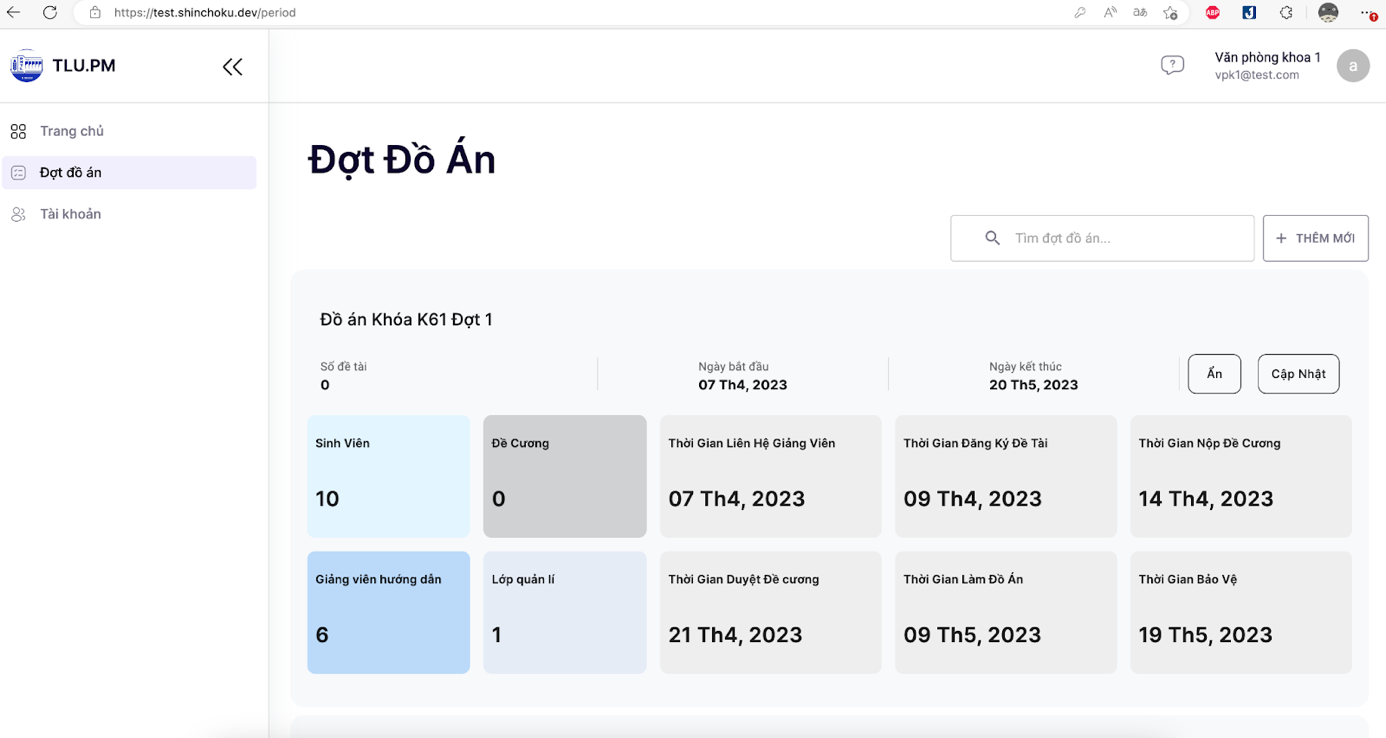 https://test.shinchoku.dev/period
ABP
TLU.PM
Văn phòng khoa 1
vpk1@test.com
a
Trang chủ
Đợt đồ án
Tài khoản
Đợt Đồ Án
Tìm đợt đồ án...
+ THÊM MỚI
Đồ án Khóa K61 Đợt 1
Số đề tài
0
Ngày bắt đầu
07 Th4, 2023
Ngày kết thúc
20 Th5, 2023
Ẩn
Cập Nhật
Sinh Viên
10
Đề Cương
0
Thời Gian Liên Hệ Giảng Viên
07 Th4, 2023
Thời Gian Đăng Ký Đề Tài
09 Th4, 2023
Thời Gian Nộp Đề Cương
14 Th4, 2023
Giảng viên hướng dẫn
6
Lớp quản lí
1
Thời Gian Duyệt Đề cương
21 Th4, 2023
Thời Gian Làm Đồ Án
09 Th5, 2023
Thời Gian Bảo Vệ
19 Th5, 2023